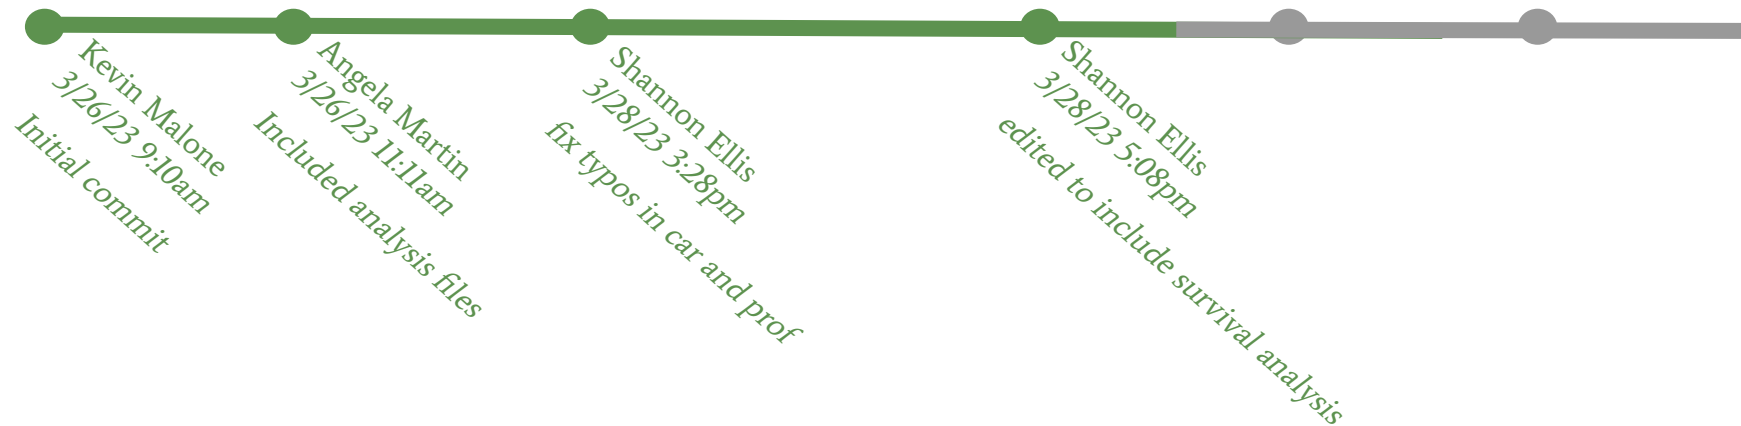 Kevin Malone
3/26/23 9:10am
Initial commit
Angela Martin
3/26/23 11:11am
Included analysis files
Shannon Ellis
3/28/23 3:28pm
fix typos in car and prof
Shannon Ellis
3/28/23 5:08pm
edited to include survival analysis